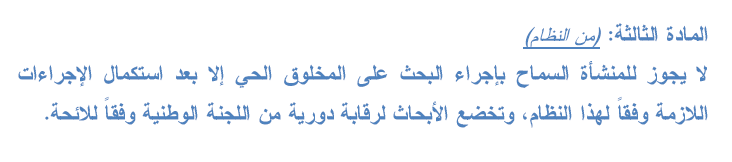 المادة الثالثة: (من النظام)
لا يجوز للمنشأة السماح بإجراء البحث على المخلوق الحي إلا بعد استكمال الإجراءات
اللازمة وفقاً لهذا النظام، وتخضع الأبحاث لرقابة دورية من اللجنة الوطنية وفقاً للائحة.